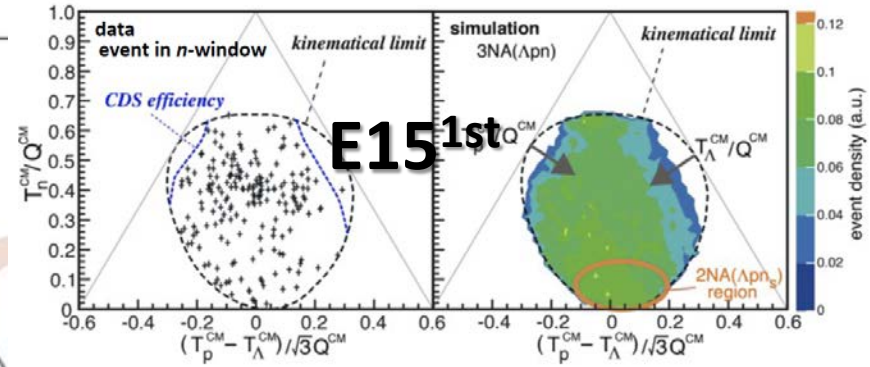 data
event in n-window
kinematical limit
CDS efficiency
1.0
0.9
0.8
0.7
0.6
0.5
0.4
0.3
0.2
0.1
0
T_n^CM/Q^CM
-0.6 -0.4 -0.2 0 0.2 0.4 0.6
(T_p^CM − T_Λ^CM)/√3Q^CM
E15^1st
simulation
3NA(Λpn)
kinematical limit
/Q^CM
T_Λ^CM/Q^CM
2NA(Λpn_s)
region
-0.4 -0.2 0 0.2 0.4 0.6
(T_p^CM − T_Λ^CM)/√3Q^CM
0.12
0.1
0.08
0.06
0.04
0.02
0
event density (a.u.)